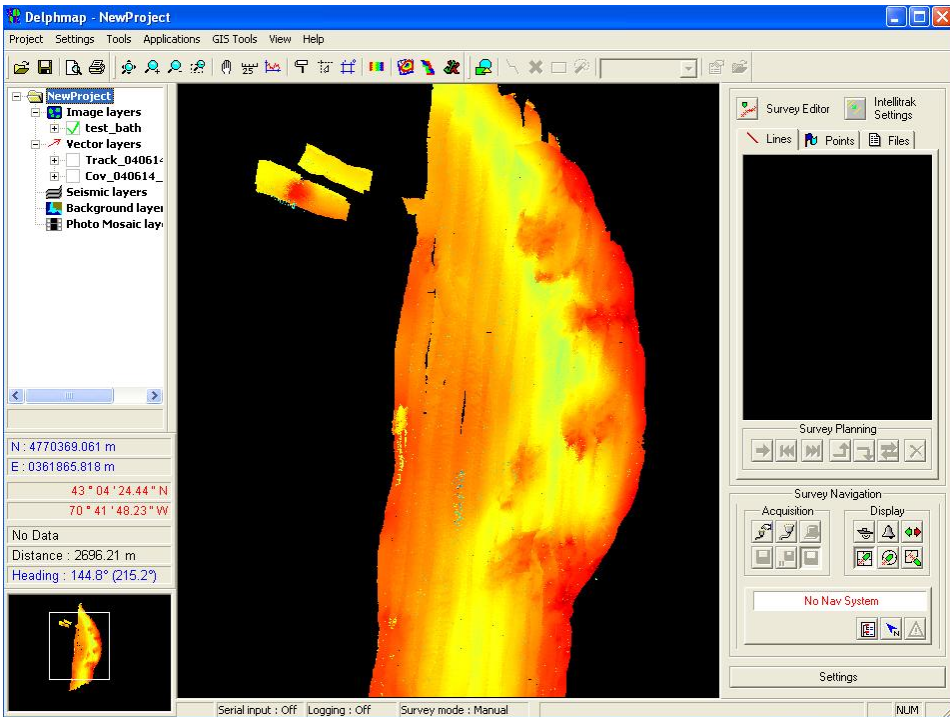 Delphmap - NewProject
Project Settings Tools Applications GIS Tools View Help
25'
NewProject
Image layers
test_bath
Vector layers
Track_04061
Cov_040614_
Seismic layers
Background layer
Photo Mosaic lay
N : 4770369.061 m
E : 0361865.818 m
43 ° 04 ' 24.44 " N
70 ° 41 ' 48.23 " W
No Data
Distance : 2696.21 m
Heading : 144.8° (215.2°)
Survey Editor
Intellitrak Settings
Lines Points Files
Survey Planning
Survey Navigation
Acquisition Display
No Nav System
Settings
Serial input : Off Logging : Off Survey mode : Manual NUM